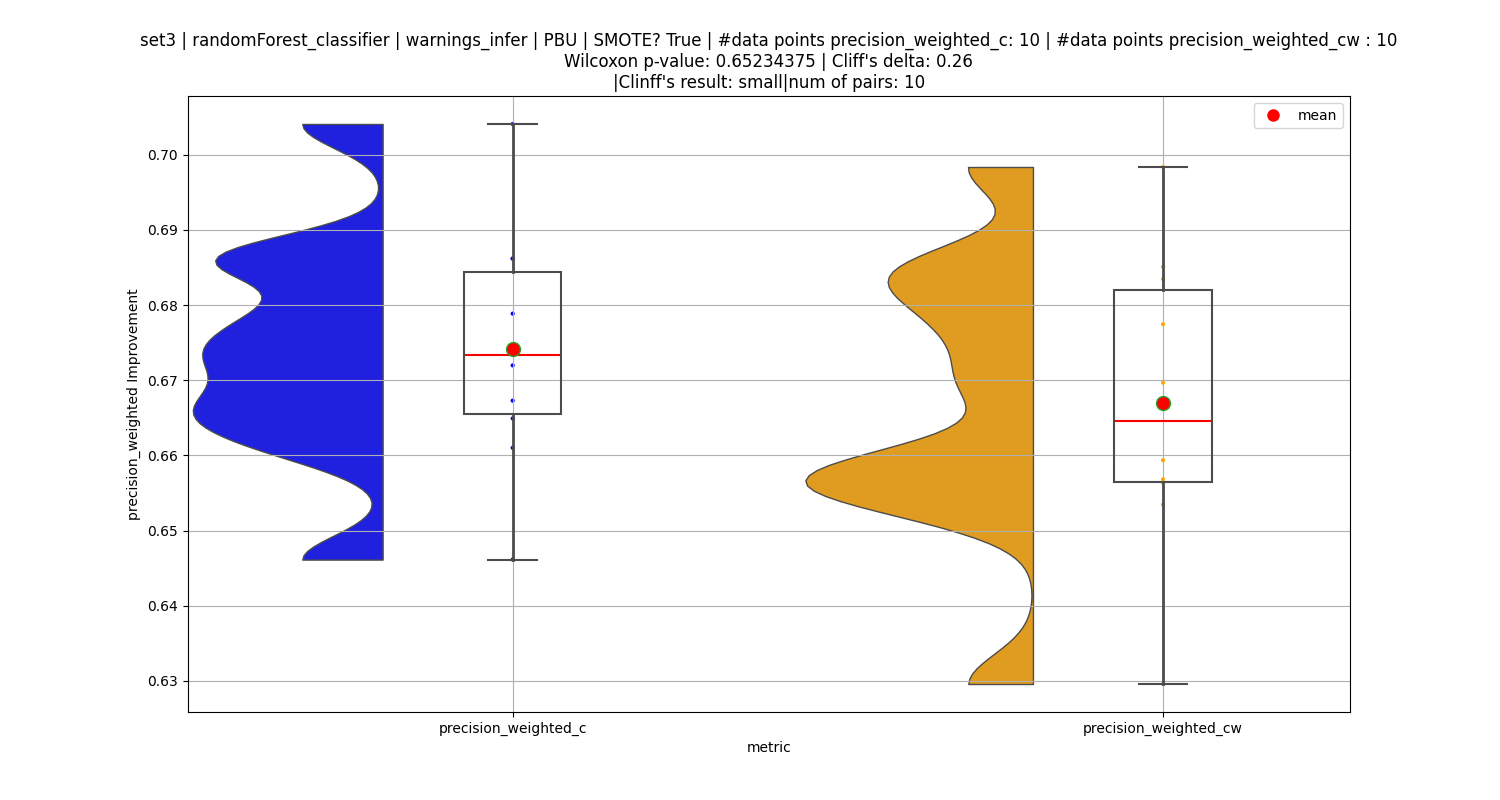 set3 | randomForest_classifier | warnings_infer | PBU | SMOTE? True | #data points precision_weighted_c: 10 | #data points precision_weighted_cw : 10
Wilcoxon p-value: 0.65234375 | Cliff's delta: 0.26
|Clinff's result: small|num of pairs: 10
mean
0.70
0.69
0.68
0.67
0.66
0.65
0.64
0.63
precision_weighted Improvement
precision_weighted_c
precision_weighted_cw
metric